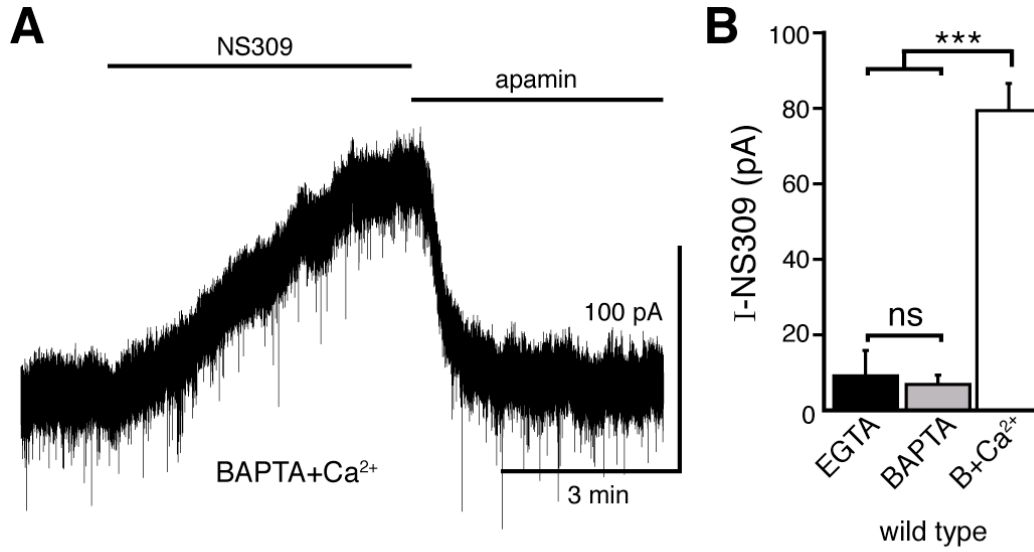 A
NS309
apamin
100 pA
3 min
BAPTA+Ca²⁺
B
I-NS309 (pA)
100
80
60
40
20
0
***
ns
EGTA
BAPTA
B+Ca²⁺
wild type